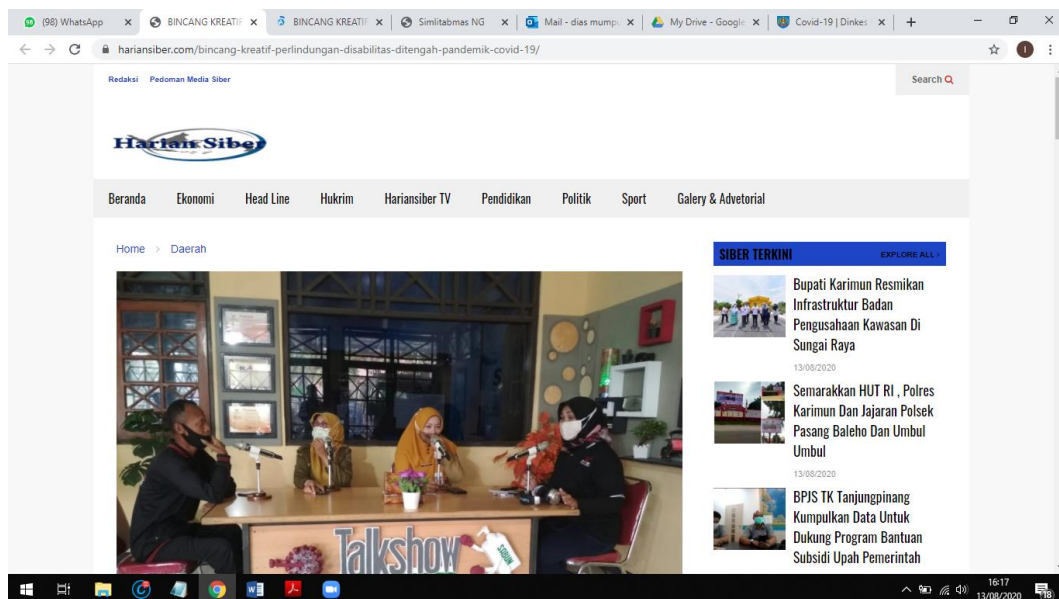 (98) WhatsApp
BINCANG KREATIF
BINCANG KREATIF
Simlitabmas NG
Mail - dias mumpu
My Drive - Google
Covid-19 | Dinkes
hariansiber.com/bincang-kreatif-perlindungan-disabilitas-ditengah-pandemik-covid-19/
I
Redaksi Pedoman Media Siber
Search
Harian Siber
Beranda Ekonomi Head Line Hukrim Hariansiber TV Pendidikan Politik Sport Galery & Advetorial
Home > Daerah
Talkshow
SABUN
SIBER TERKINI
EXPLORE ALL >
Bupati Karimun Resmikan
Infrastruktur Badan
Pengusahaan Kawasan Di
Sungai Raya
13/08/2020
Semarakkan HUT RI , Polres
Karimun Dan Jajaran Polsek
Pasang Baleho Dan Umbul
Umbul
13/08/2020
BPJS TK Tanjungpinang
Kumpulkan Data Untuk
Dukung Program Bantuan
Subsidi Upah Pemerintah
16:17
13/08/2020
18